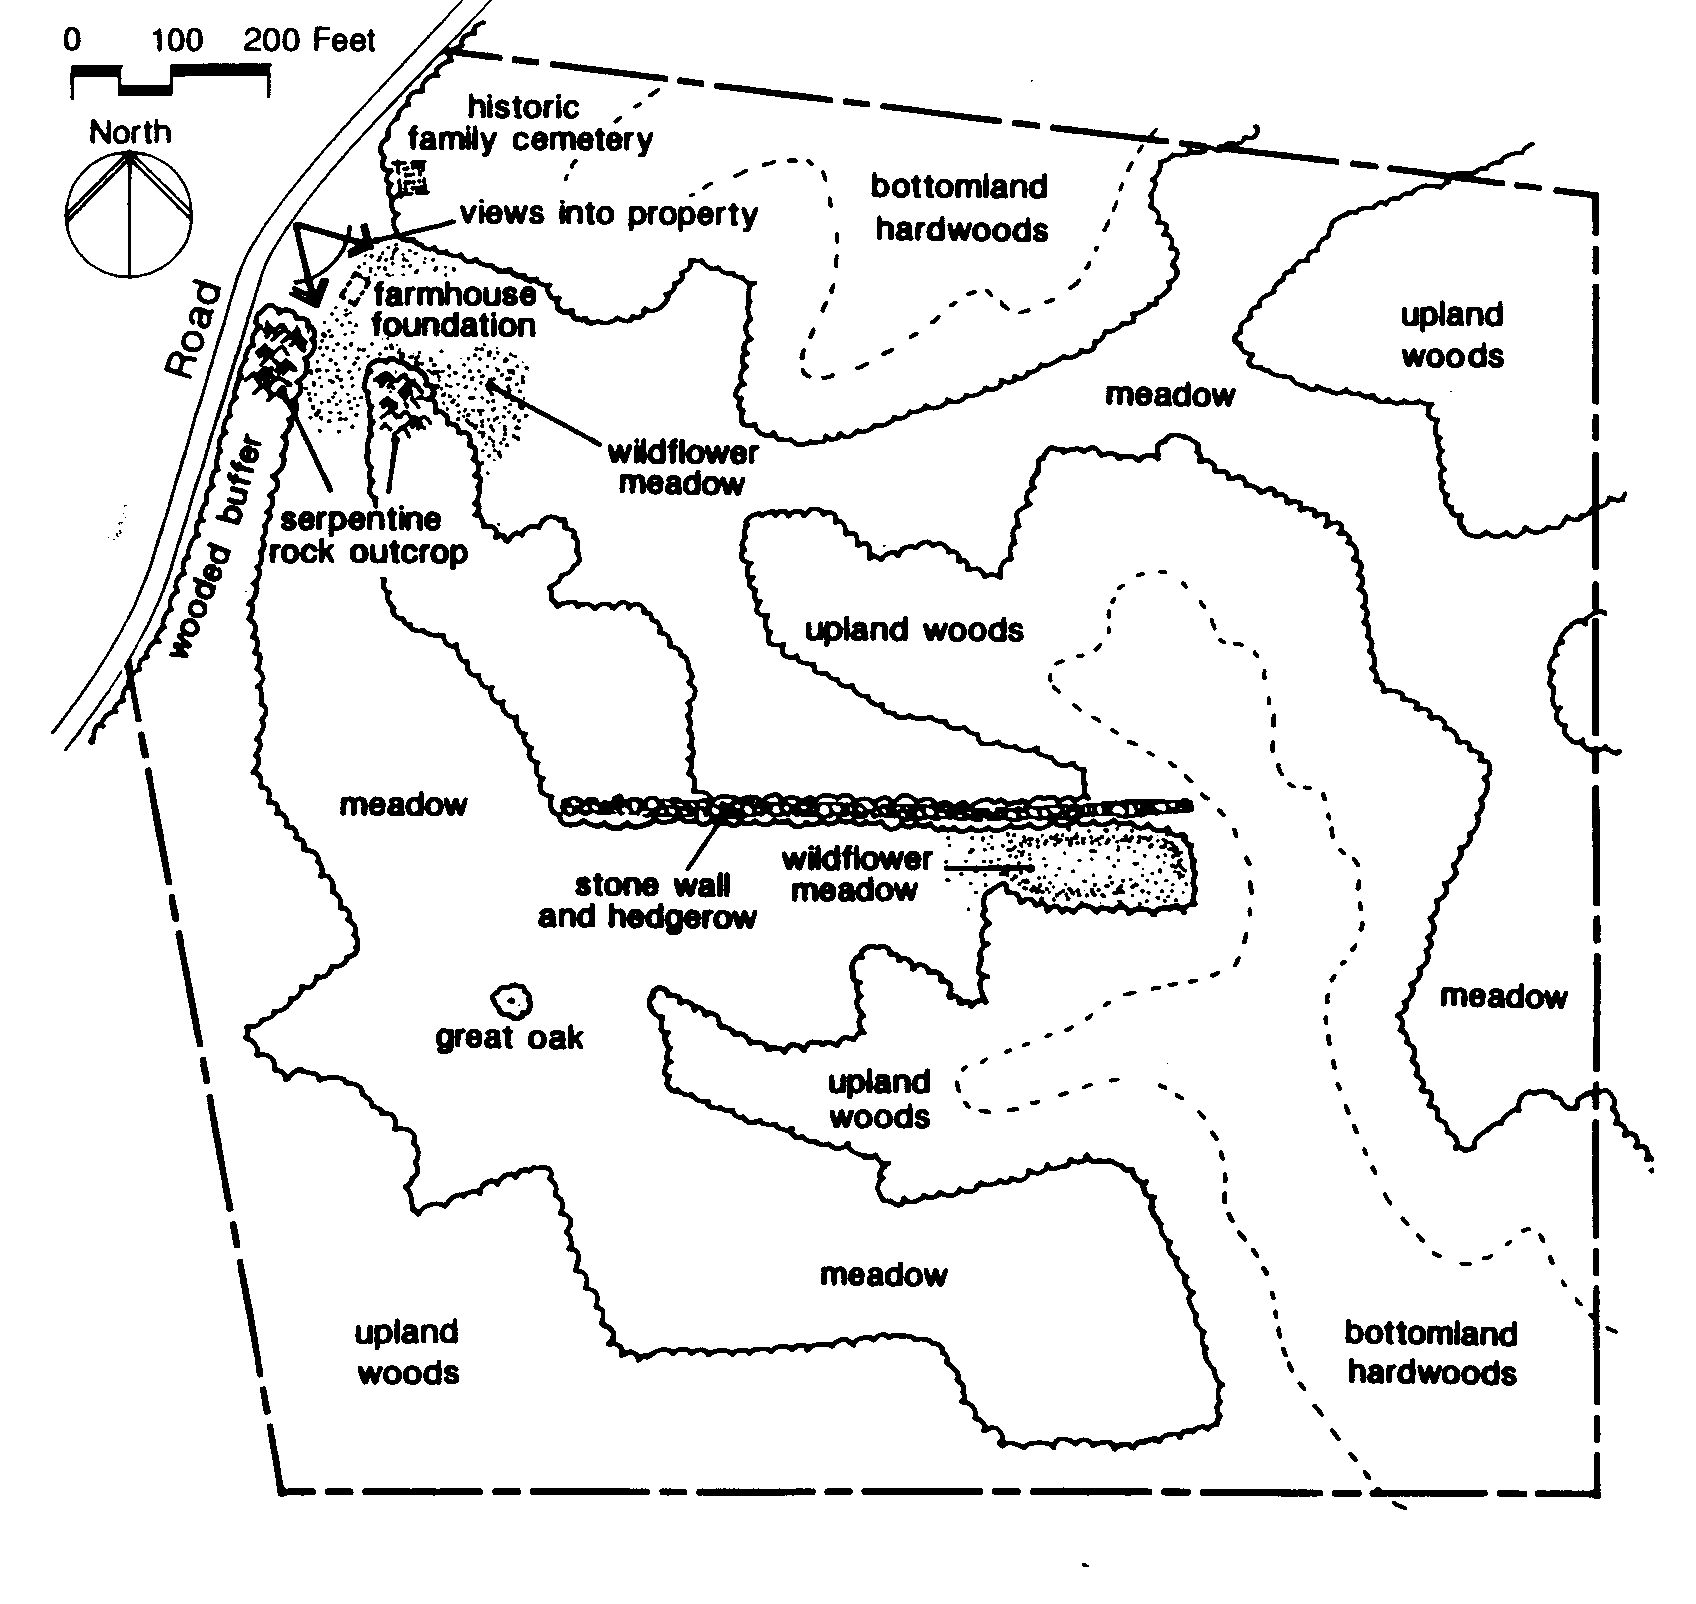 0 100 200 Feet
North
historic
family cemetery
views into property
bottomland
hardwoods
Road
farmhouse
foundation
upland
woods
meadow
wildflower
meadow
wooded buffer
serpentine
rock outcrop
upland woods
meadow
wildflower
meadow
stone wall
and hedgerow
meadow
great oak
upland
woods
meadow
upland
woods
bottomland
hardwoods